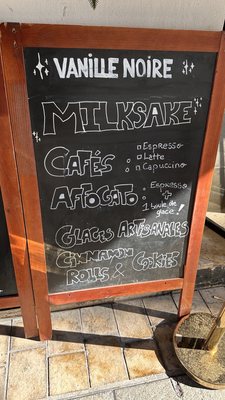 VANILLE NOIRE
MILKSAKE
CAFÉS: Espresso
Latte
Capuccino
AFFOGATO: Espresso
+
1 boule de
glace!
GLACES ARTISANALES
CINNAMON
ROLLS & COOKIES